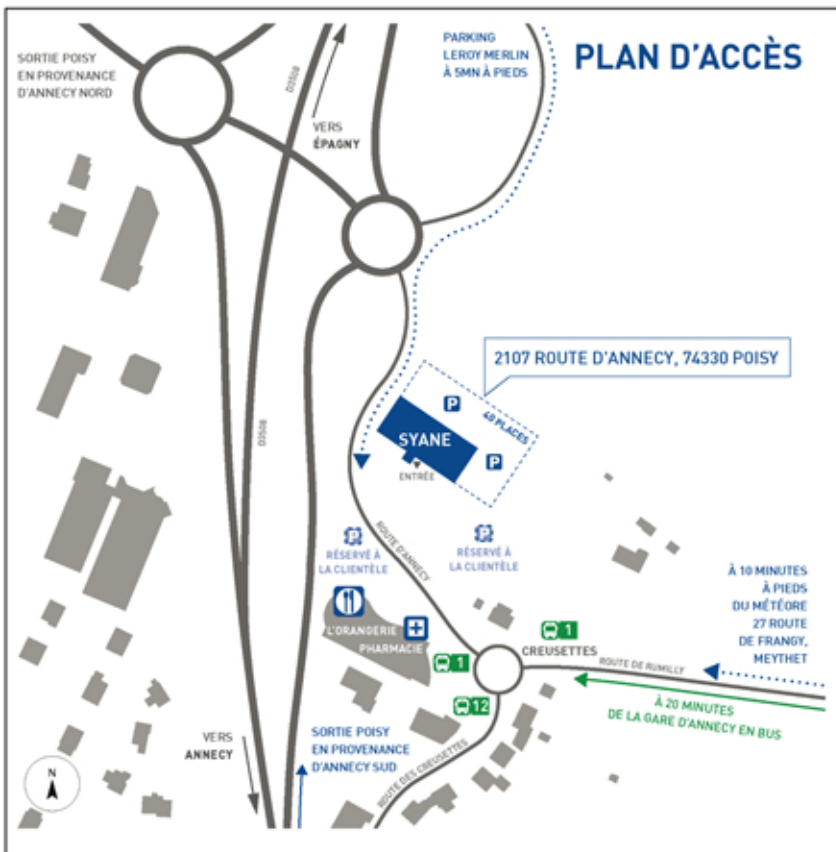 PLAN D'ACCÈS
PARKING
LEROY MERLIN
À 5MN À PIEDS
SORTIE POISY
EN PROVENANCE
D'ANNECY NORD
D3508
VERS
ÉPAGNY
2107 ROUTE D'ANNECY, 74330 POISY
P
48 PLACES
SYANE
P
ENTRÉE
D3508
ROUTE D'ANNECY
P
RÉSERVÉ À
LA CLIENTÈLE
P
RÉSERVÉ À
LA CLIENTÈLE
À 10 MINUTES
À PIEDS
DU MÉTÉORE
27 ROUTE
DE FRANGY,
MEYTHET
L'ORANGERIE
PHARMACIE
1
CREUSETTES
1
ROUTE DE RUMILLY
12
À 20 MINUTES
DE LA GARE D'ANNECY EN BUS
VERS
ANNECY
SORTIE POISY
EN PROVENANCE
D'ANNECY SUD
ROUTE DES CREUSETTES
N